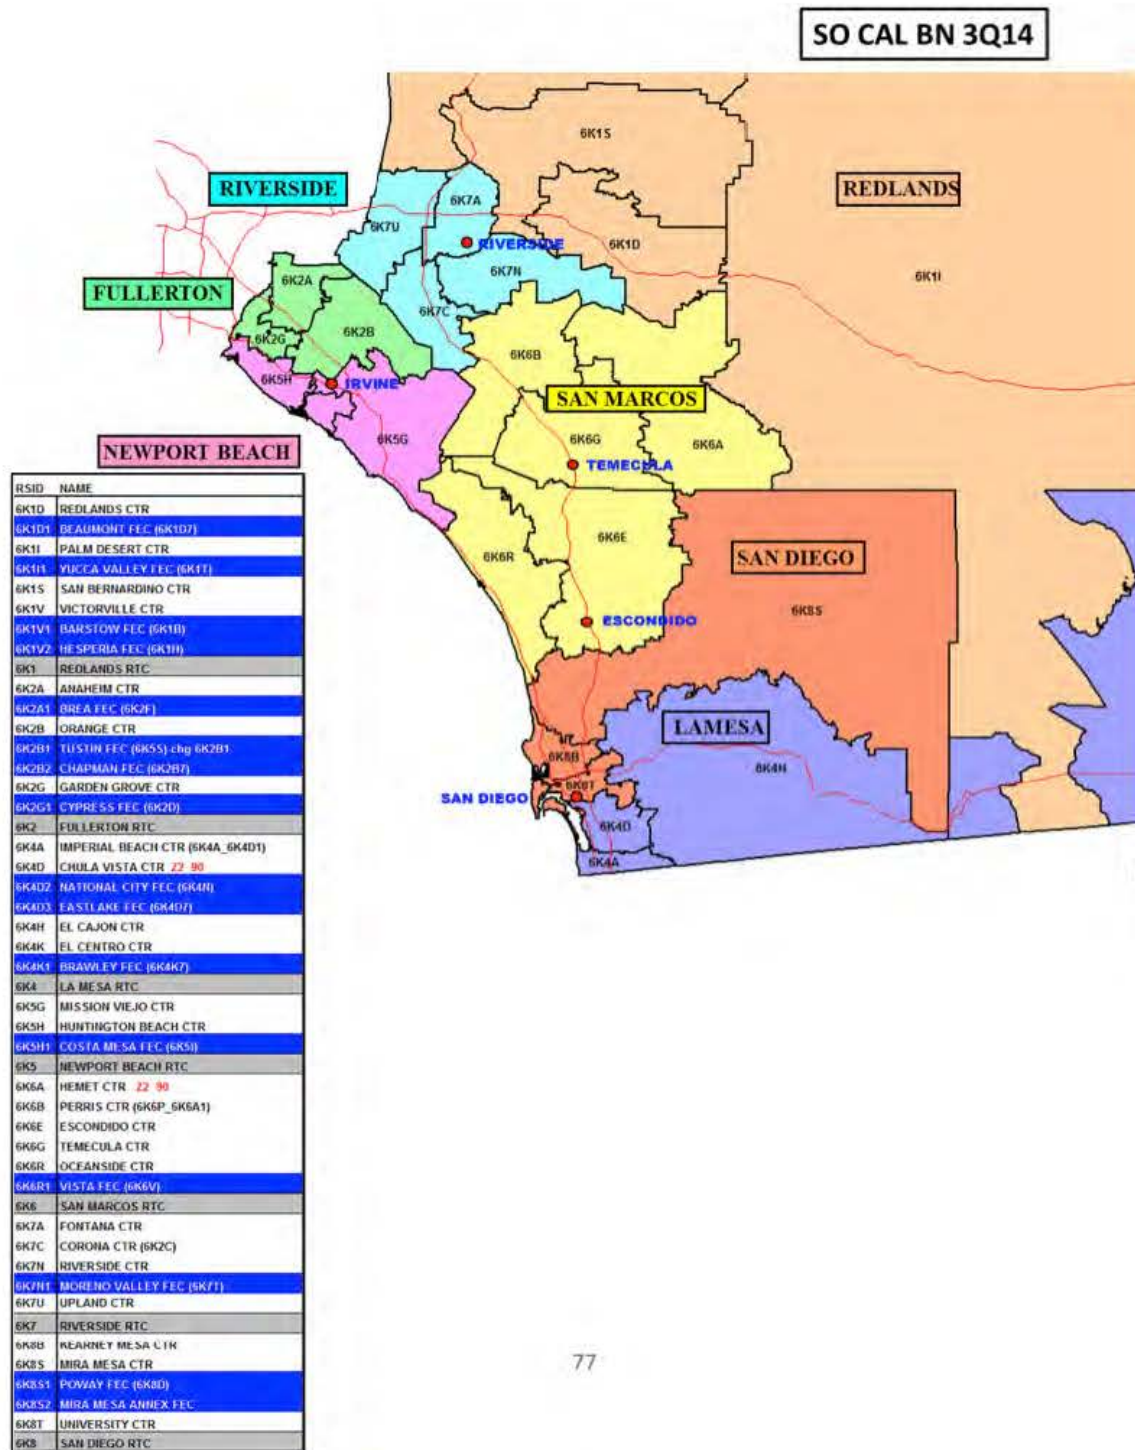 SO CAL BN 3Q14
6K1S
RIVERSIDE
6K7A
REDLANDS
6K7U
RIVERSIDE
6K1D
6K7N
6K1I
6K2A
FULLERTON
6K7C
6K2B
6K2G
6K6B
6K5H
IRVINE
SAN MARCOS
6K5G
6K6G
6K6A
NEWPORT BEACH
TEMECULA
6K6E
6K6R
SAN DIEGO
6K8S
ESCONDIDO
LAMESA
6K8B
6K4H
6K8T
SAN DIEGO
6K4D
6K4A
RSID NAME
6K1D REDLANDS CTR
6K1D1 BEAUMONT FEC (6K1D7)
6K1I PALM DESERT CTR
6K1I1 YUCCA VALLEY FEC (6K1T)
6K1S SAN BERNARDINO CTR
6K1V VICTORVILLE CTR
6K1V1 BARSTOW FEC (6K1B)
6K1V2 HESPERIA FEC (6K1H)
6K1 REDLANDS RTC
6K2A ANAHEIM CTR
6K2A1 BREA FEC (6K2F)
6K2B ORANGE CTR
6K2B1 TUSTIN FEC (6K5S)-chg 6K2B1
6K2B2 CHAPMAN FEC (6K2B7)
6K2G GARDEN GROVE CTR
6K2G1 CYPRESS FEC (6K2D)
6K2 FULLERTON RTC
6K4A IMPERIAL BEACH CTR (6K4A_6K4D1)
6K4D CHULA VISTA CTR 22 90
6K4D2 NATIONAL CITY FEC (6K4N)
6K4D3 EASTLAKE FEC (6K4D7)
6K4H EL CAJON CTR
6K4K EL CENTRO CTR
6K4K1 BRAWLEY FEC (6K4K7)
6K4 LA MESA RTC
6K5G MISSION VIEJO CTR
6K5H HUNTINGTON BEACH CTR
6K5H1 COSTA MESA FEC (6K5I)
6K5 NEWPORT BEACH RTC
6K6A HEMET CTR 22 90
6K6B PERRIS CTR (6K6P_6K6A1)
6K6E ESCONDIDO CTR
6K6G TEMECULA CTR
6K6R OCEANSIDE CTR
6K6R1 VISTA FEC (6K6V)
6K6 SAN MARCOS RTC
6K7A FONTANA CTR
6K7C CORONA CTR (6K2C)
6K7N RIVERSIDE CTR
6K7N1 MORENO VALLEY FEC (6K7T)
6K7U UPLAND CTR
6K7 RIVERSIDE RTC
6K8B KEARNEY MESA CTR
6K8S MIRA MESA CTR
6K8S1 POWAY FEC (6K8D)
6K8S2 MIRA MESA ANNEX FEC
6K8T UNIVERSITY CTR
6K8 SAN DIEGO RTC
77